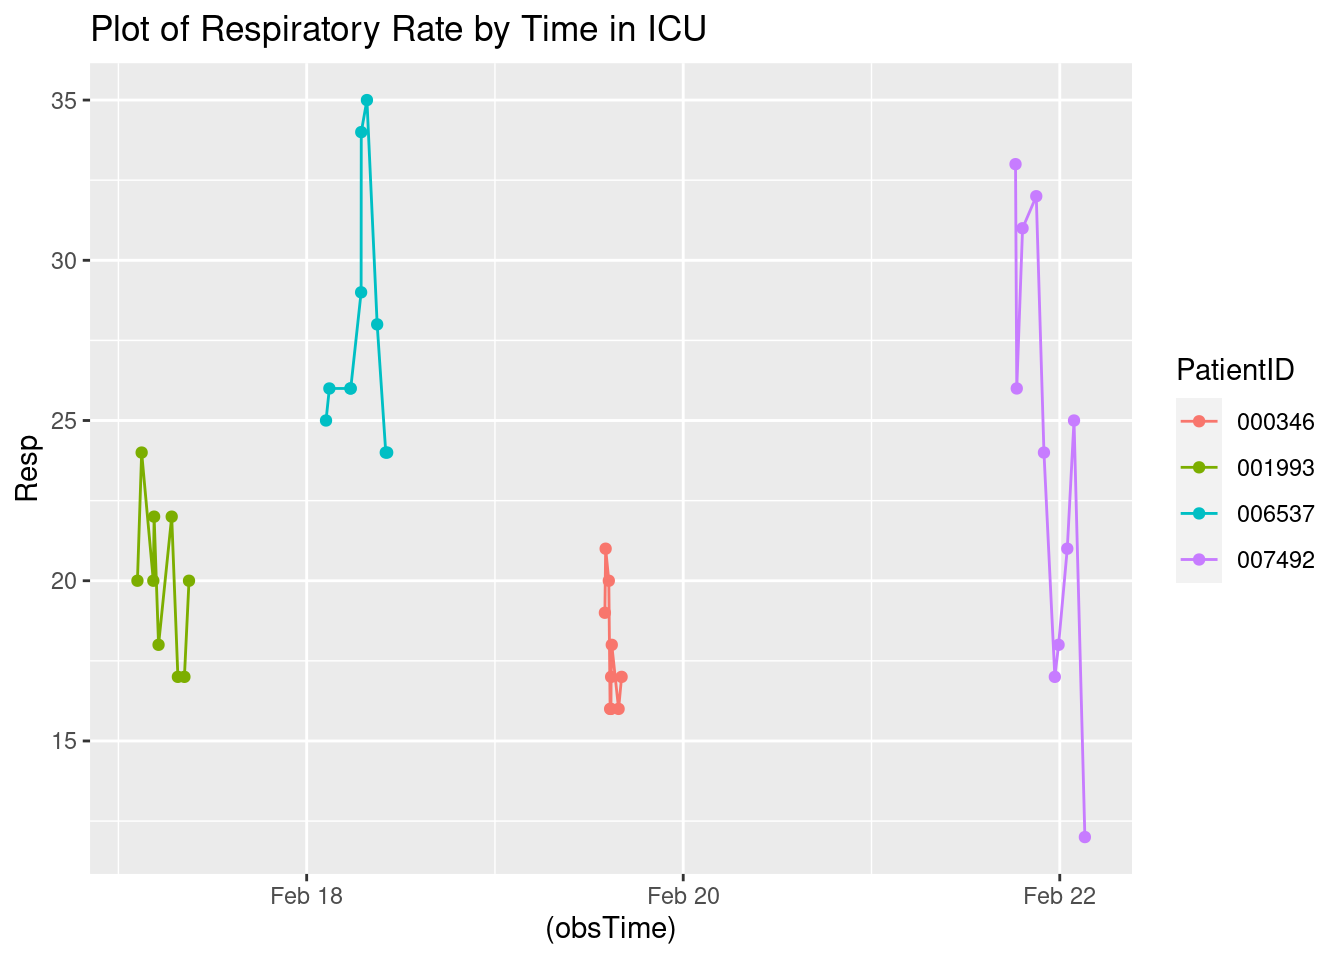 Plot of Respiratory Rate by Time in ICU
35
30
25
20
15
Resp
Feb 18
Feb 20
Feb 22
(obsTime)
PatientID
000346
001993
006537
007492